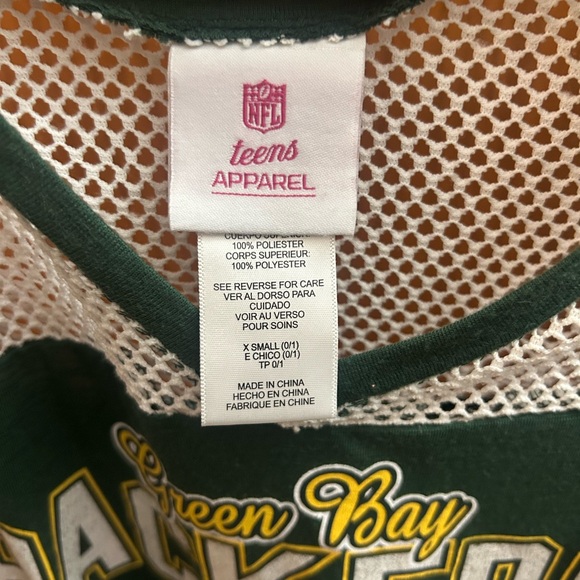 NFL
teens
APPAREL
CUERPO SUPERIOR:
100% POLIESTER
CORPS SUPERIEUR:
100% POLYESTER
SEE REVERSE FOR CARE
VER AL DORSO PARA
CUIDADO
VOIR AU VERSO
POUR SOINS
X SMALL (0/1)
E CHICO (0/1)
TP 0/1
MADE IN CHINA
HECHO EN CHINA
FABRIQUE EN CHINE
Green Bay
PACKERS